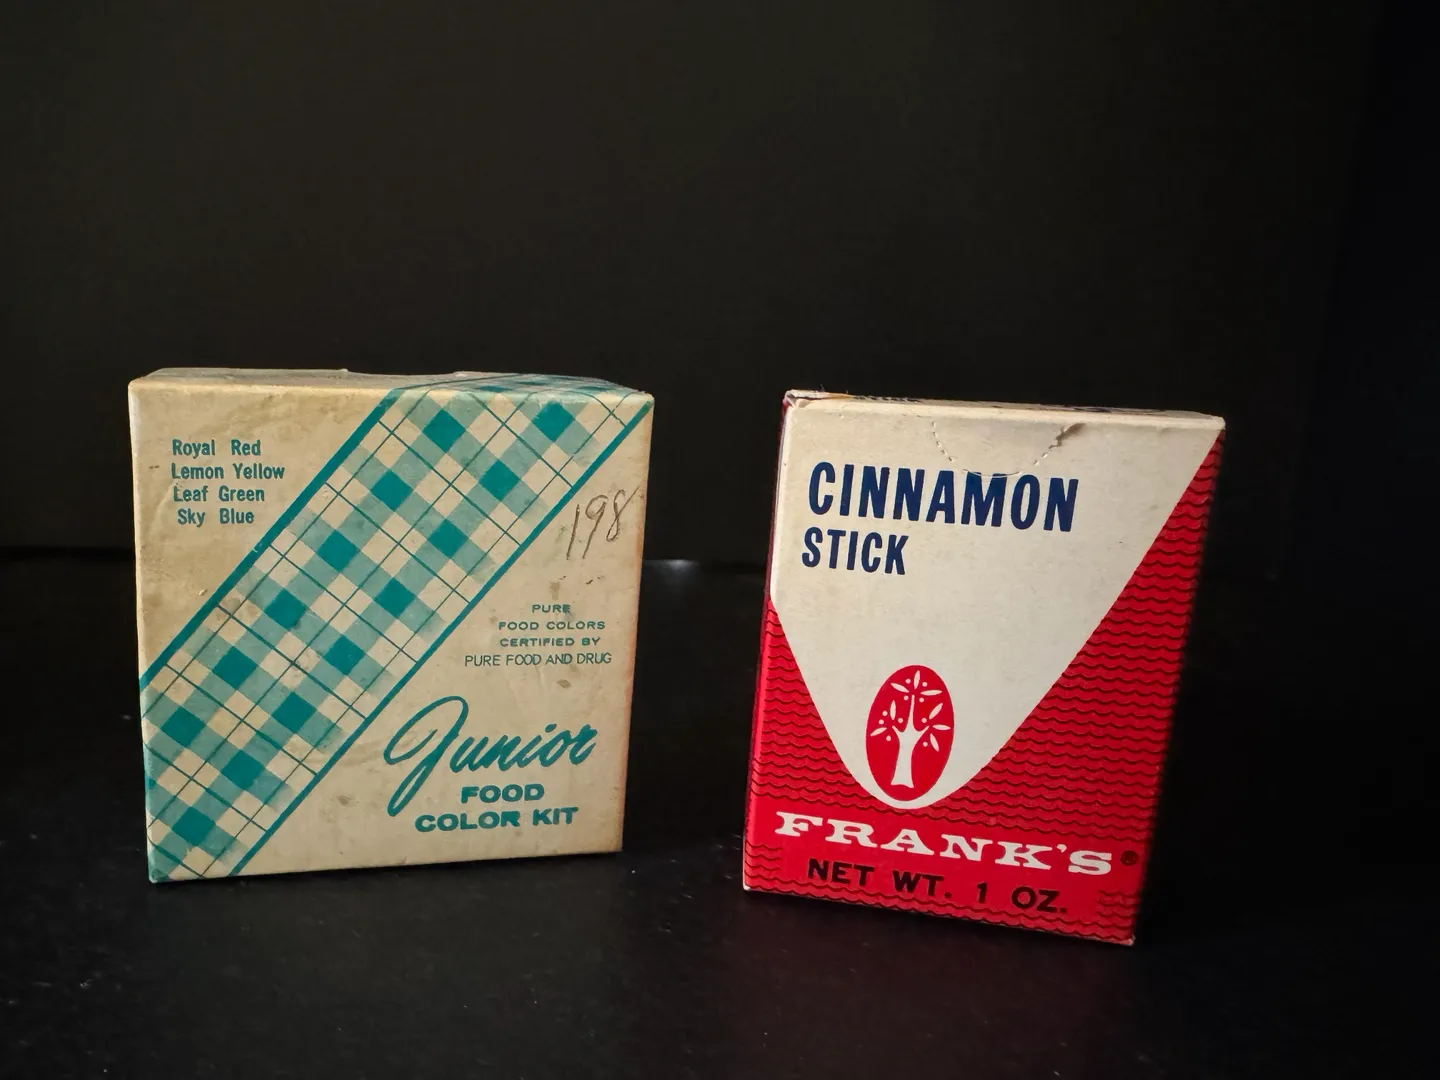 Royal Red
Lemon Yellow
Leaf Green
Sky Blue
198
PURE
FOOD COLORS
CERTIFIED BY
PURE FOOD AND DRUG
Junior
FOOD
COLOR KIT
CINNAMON
STICK
FRANK'S®
NET WT. 1 OZ.